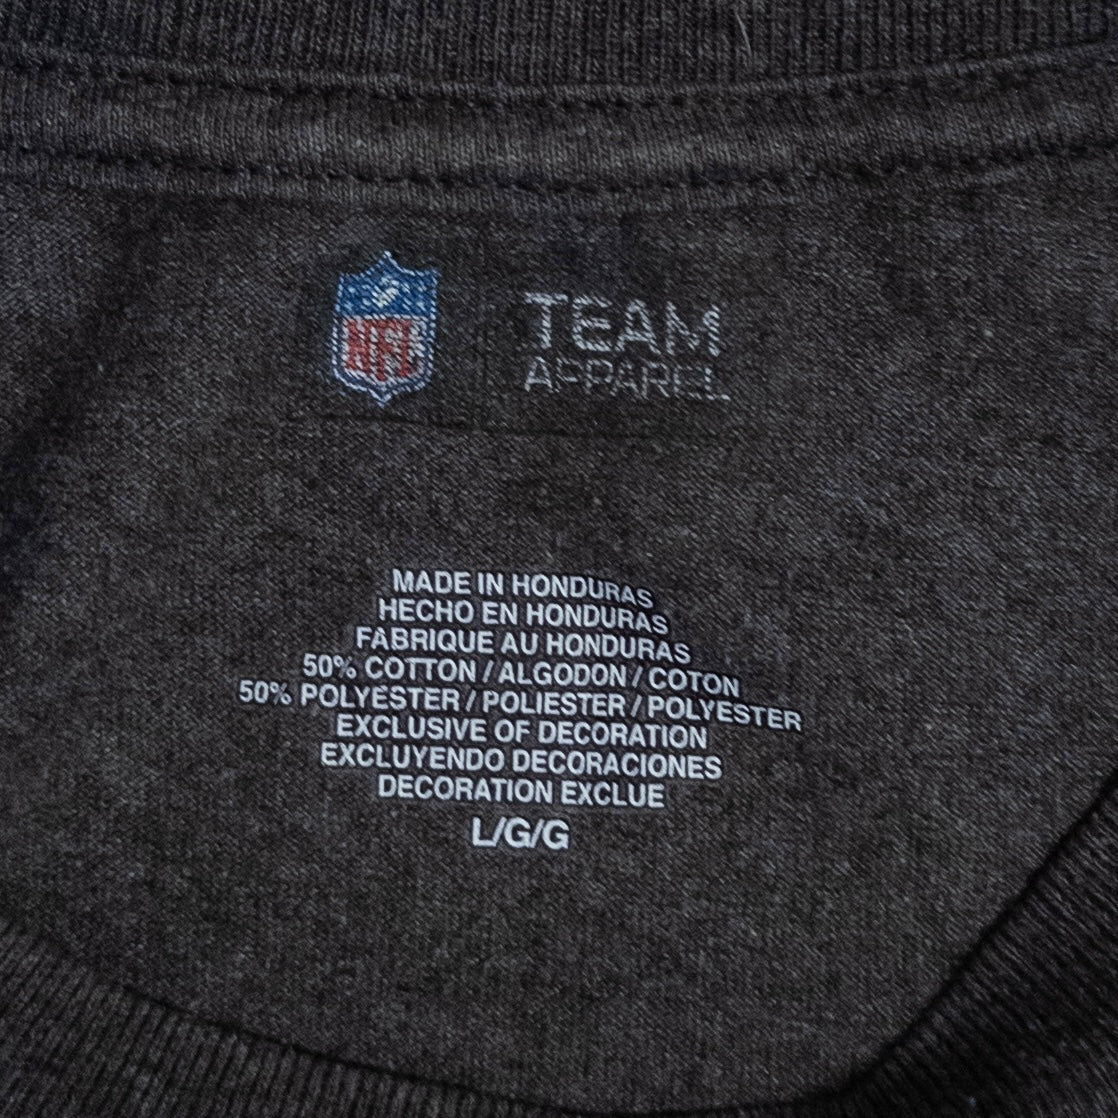 NFL
TEAM
APPAREL
MADE IN HONDURAS
HECHO EN HONDURAS
FABRIQUE AU HONDURAS
50% COTTON / ALGODON / COTON
50% POLYESTER / POLIESTER / POLYESTER
EXCLUSIVE OF DECORATION
EXCLUYENDO DECORACIONES
DECORATION EXCLUE
L/G/G